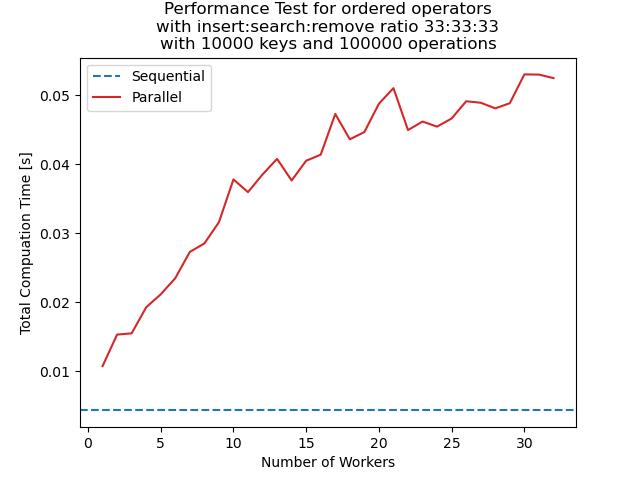 Performance Test for ordered operators
with insert:search:remove ratio 33:33:33
with 10000 keys and 100000 operations
Sequential
Parallel
Total Compuation Time [s]
0.05
0.04
0.03
0.02
0.01
0 5 10 15 20 25 30
Number of Workers